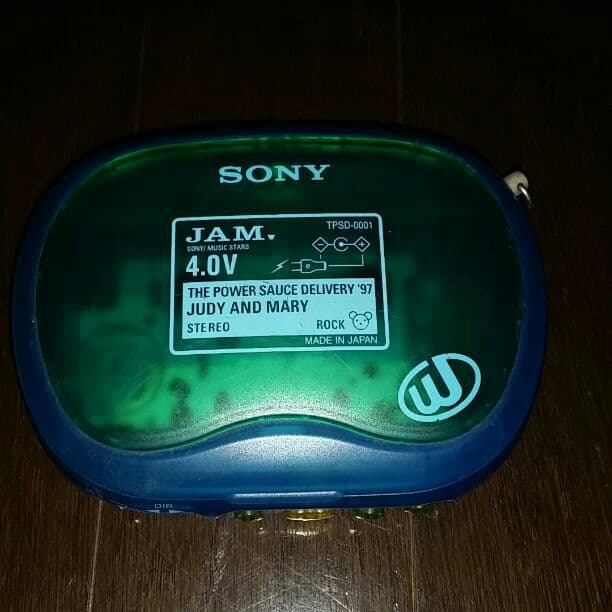 SONY
JAM.
TPSD-0001
SONY MUSIC STARS
4.0V
THE POWER SAUCE DELIVERY '97
JUDY AND MARY
STEREO ROCK
MADE IN JAPAN
W
DIR